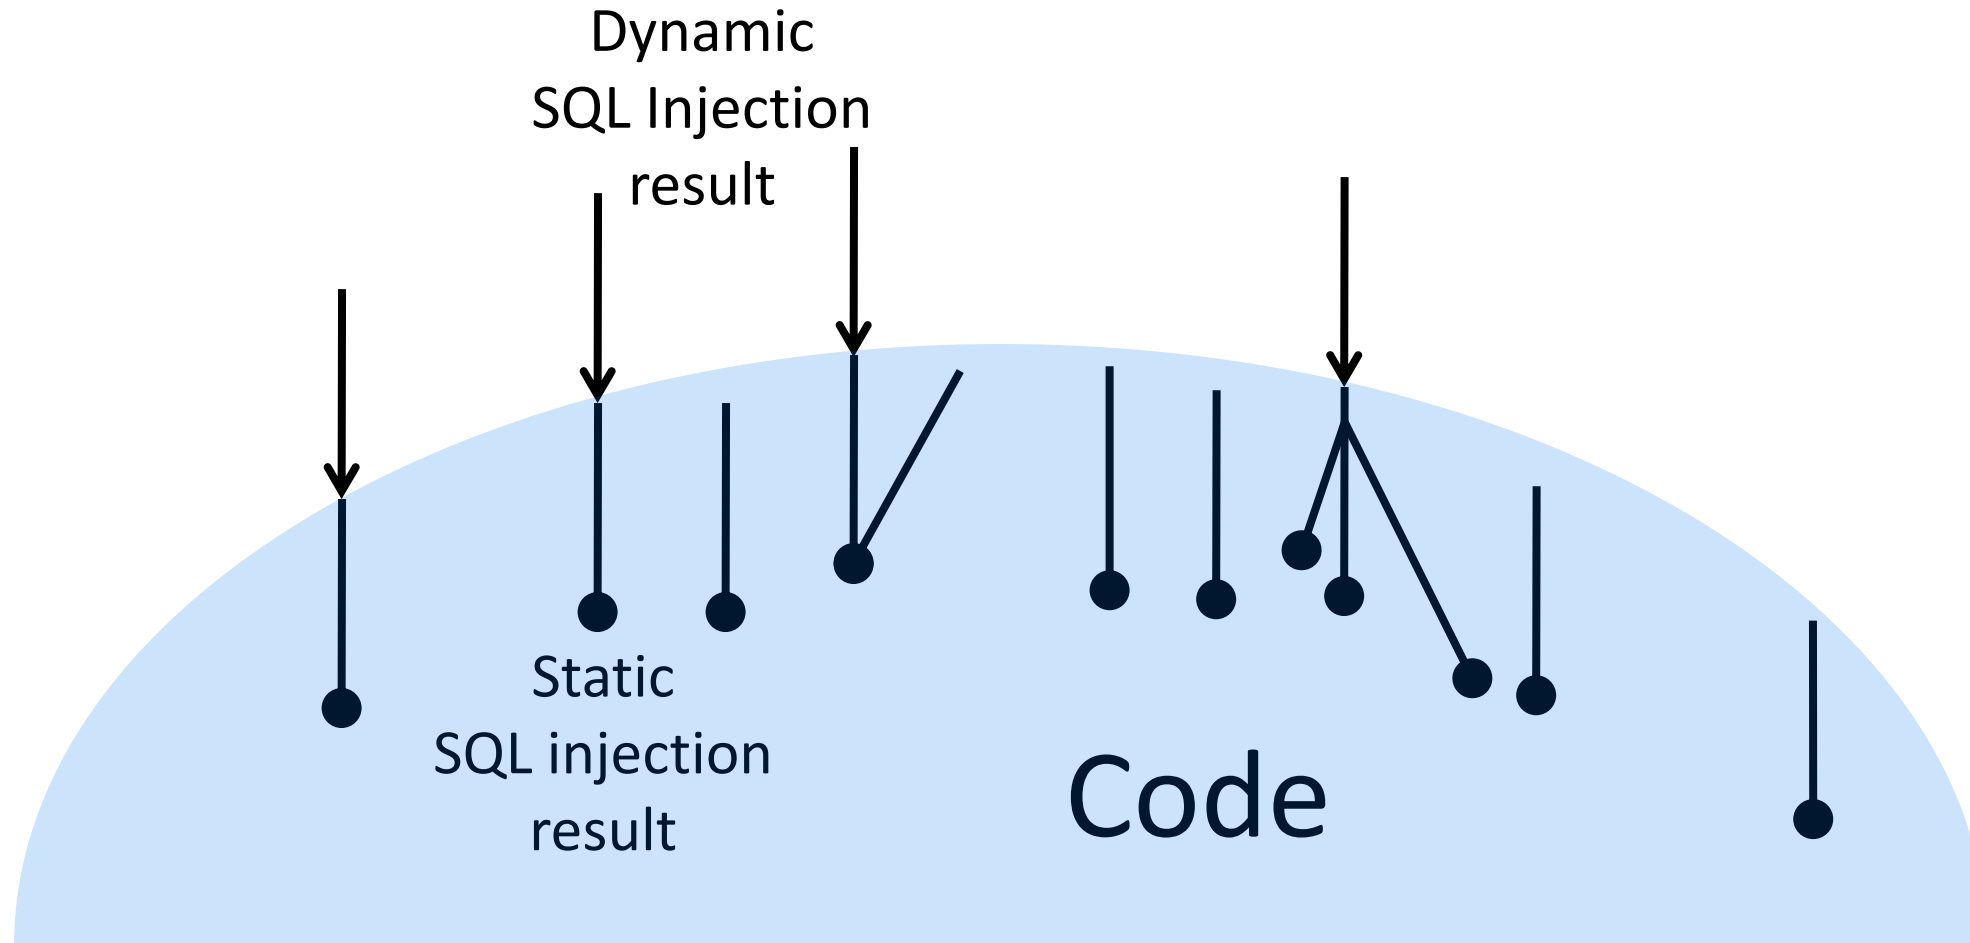 Dynamic
SQL Injection
result
Static
SQL injection
result
Code